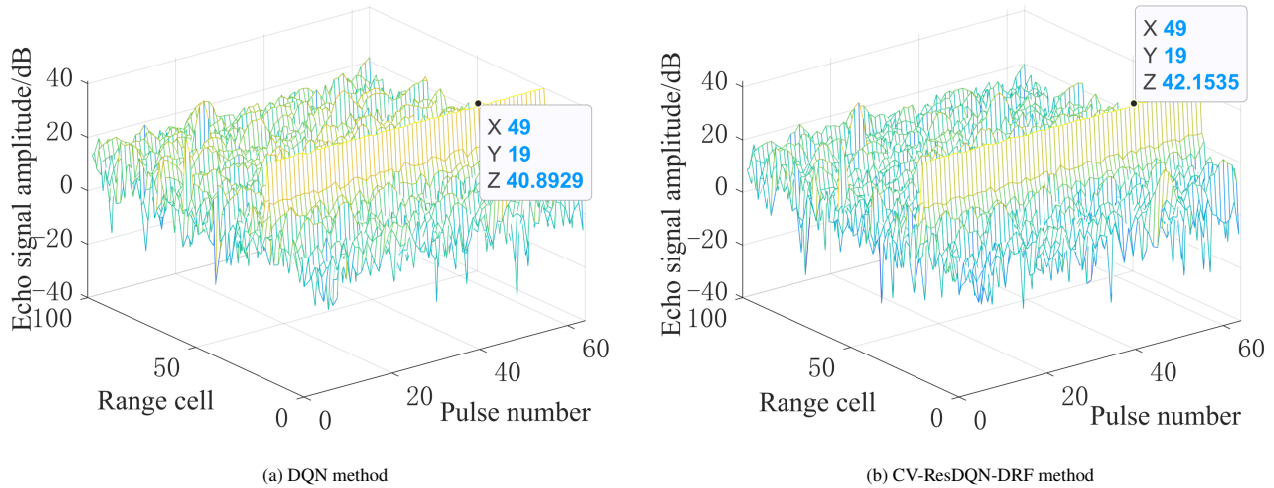 40
20
0
−20
−40
Echo signal amplitude/dB
100
50
0
Range cell
0
20
40
60
Pulse number
X 49
Y 19
Z 40.8929
(a) DQN method
40
20
0
−20
−40
Echo signal amplitude/dB
100
50
0
Range cell
0
20
40
60
Pulse number
X 49
Y 19
Z 42.1535
(b) CV-ResDQN-DRF method